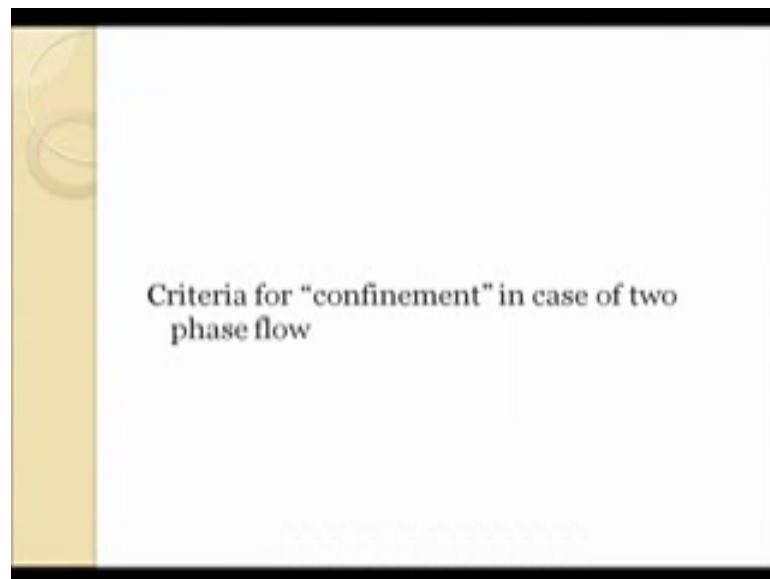 Criteria for “confinement” in case of two
phase flow